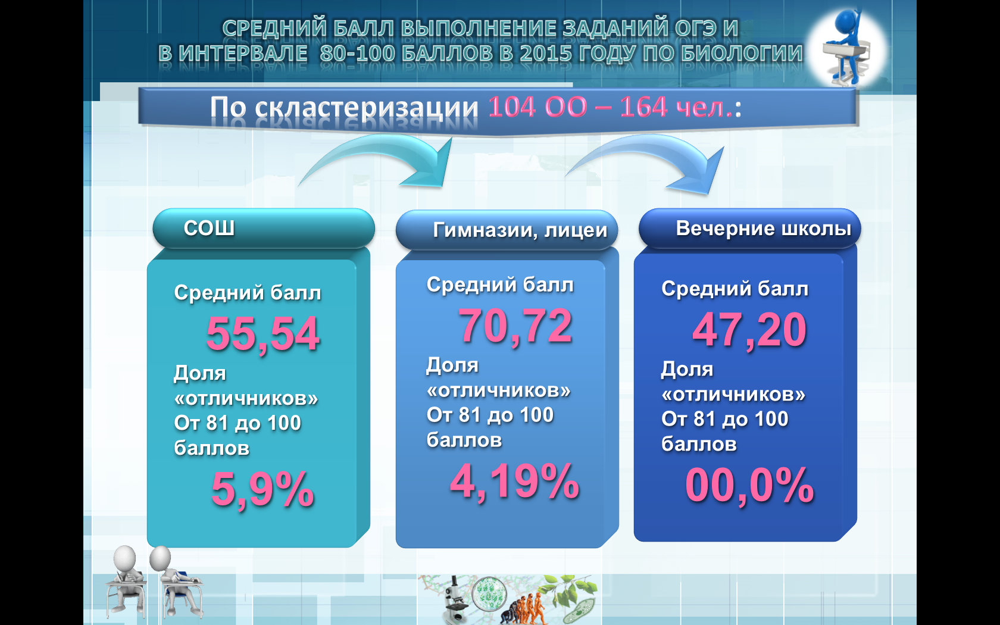 СРЕДНИЙ БАЛЛ ВЫПОЛНЕНИЕ ЗАДАНИЙ ОГЭ И
В ИНТЕРВАЛЕ 80-100 БАЛЛОВ В 2015 ГОДУ ПО БИОЛОГИИ
По скластеризации 104 ОО – 164 чел.:
СОШ
Средний балл
55,54
Доля
«отличников»
От 81 до 100
баллов
5,9%
Гимназии, лицеи
Средний балл
70,72
Доля
«отличников»
От 81 до 100
баллов
4,19%
Вечерние школы
Средний балл
47,20
Доля
«отличников»
От 81 до 100
баллов
00,0%